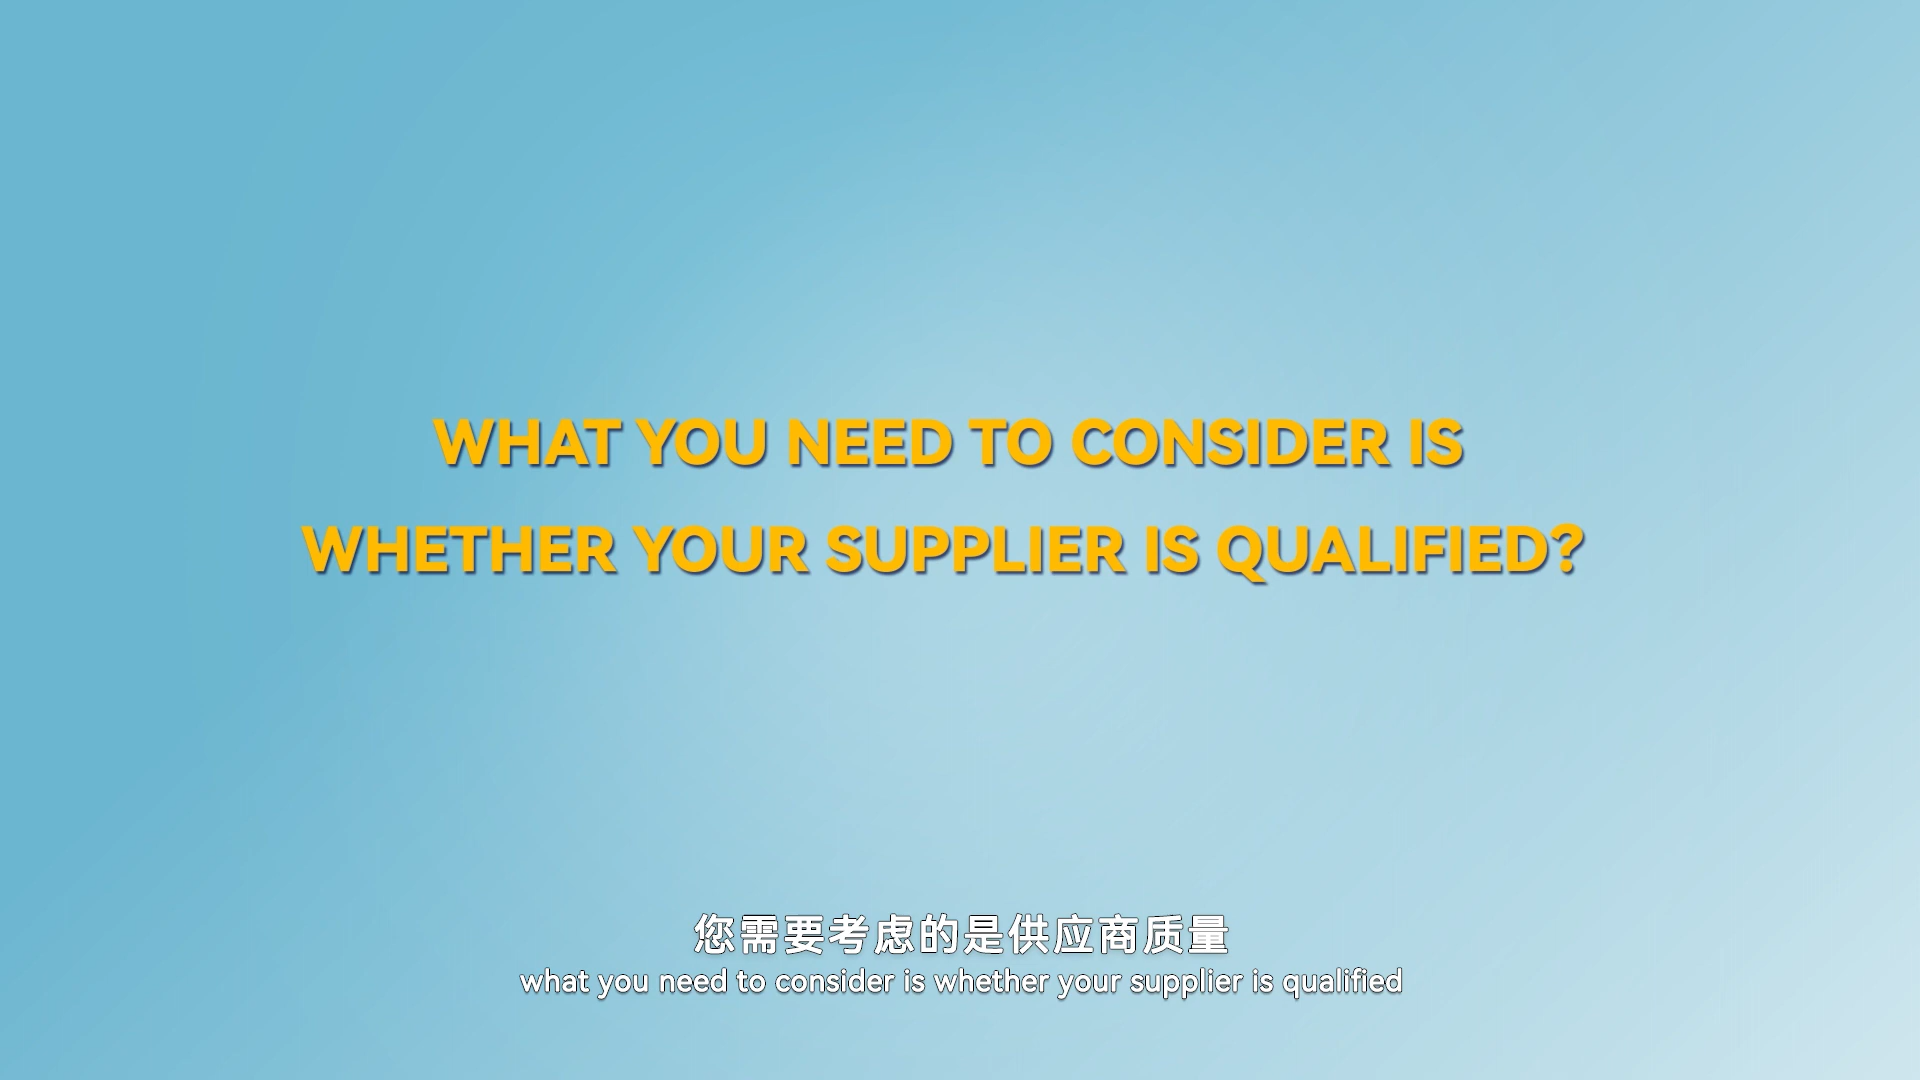 WHAT YOU NEED TO CONSIDER IS
WHETHER YOUR SUPPLIER IS QUALIFIED?
您需要考虑的是供应商质量
what you need to consider is whether your supplier is qualified